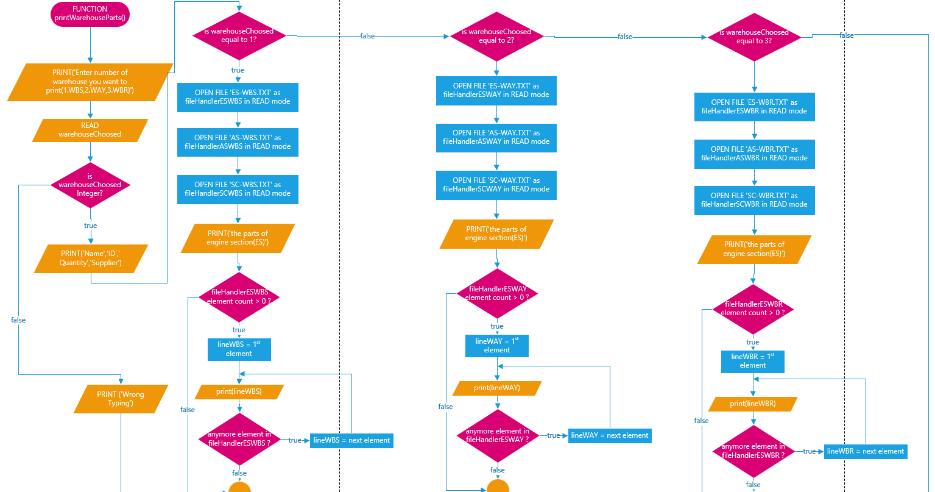 FUNCTION
printWarehouseParts()
PRINT('Enter number of
warehouse you want to
print(1.WBS,2.WAY,3.WBR)')
READ
warehouseChoosed
is
warehouseChoosed
Integer?
true
PRINT('Name','ID','
Quantity','Supplier')
false
PRINT ('Wrong
Typing')
is warehouseChoosed
equal to 1?
false
true
OPEN FILE 'ES-WBS.TXT' as
fileHandlerESWBS in READ mode
OPEN FILE 'AS-WBS.TXT' as
fileHandlerASWBS in READ mode
OPEN FILE 'SC-WBS.TXT' as
fileHandlerSCWBS in READ mode
PRINT('the parts of
engine section(ES)')
fileHandlerESWBS
element count > 0 ?
true
lineWBS = 1st
element
print(lineWBS)
false
anymore element in
fileHandlerESWBS ?
true
lineWBS = next element
false
is warehouseChoosed
equal to 2?
false
true
OPEN FILE 'ES-WAY.TXT' as
fileHandlerESWAY in READ mode
OPEN FILE 'AS-WAY.TXT' as
fileHandlerASWAY in READ mode
OPEN FILE 'SC-WAY.TXT' as
fileHandlerSCWAY in READ mode
PRINT('the parts of
engine section(ES)')
fileHandlerESWAY
element count > 0 ?
true
lineWAY = 1st
element
print(lineWAY)
false
anymore element in
fileHandlerESWAY ?
true
lineWAY = next element
false
is warehouseChoosed
equal to 3?
false
true
OPEN FILE 'ES-WBR.TXT' as
fileHandlerESWBR in READ mode
OPEN FILE 'AS-WBR.TXT' as
fileHandlerASWBR in READ mode
OPEN FILE 'SC-WBR.TXT' as
fileHandlerSCWBR in READ mode
PRINT('the parts of
engine section(ES)')
fileHandlerESWBR
element count > 0 ?
true
lineWBR = 1st
element
print(lineWBR)
false
anymore element in
fileHandlerESWBR ?
true
lineWBR = next element
false